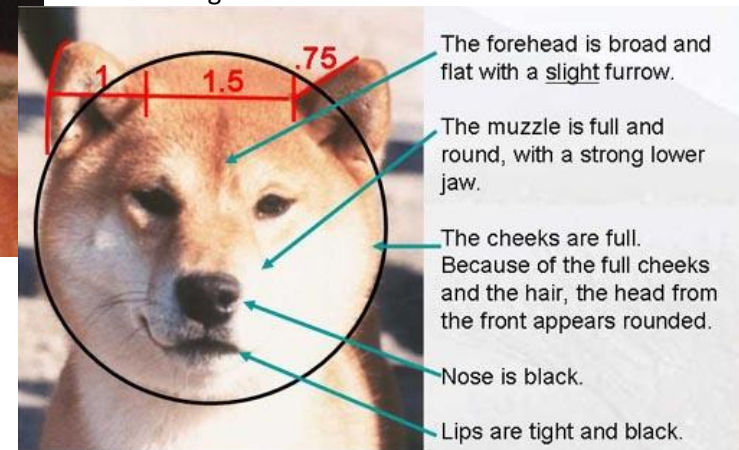 1
1.5
.75
The forehead is broad and
flat with a slight furrow.
The muzzle is full and
round, with a strong lower
jaw.
The cheeks are full.
Because of the full cheeks
and the hair, the head from
the front appears rounded.
Nose is black.
Lips are tight and black.